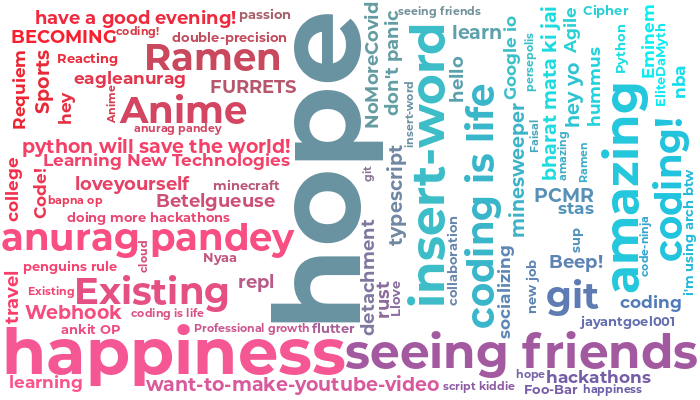 have a good evening!
passion
BECOMING
coding!
double-precision
Requiem
Sports
Reacting
Ramen
eagleanurag
hey
Anime
FURRETS
Anime
anurag pandey
python will save the world!
Learning New Technologies
college
Code!
loveyourself
minecraft
bapna op
Betelgueuse
doing more hackathons
anurag pandey
cloud
Nyaa
penguins rule
travel
Existing
Existing
repl
Webhook
coding is life
ankit OP
Professional growth
flutter
happiness
learning
want-to-make-youtube-video
hope
NoMoreCovid
don't panic
seeing friends
insert-word
insert-word
git
typescript
detachment
rust
Llove
learn
hello
coding is life
collaboration
socializing
Google io
persepolis
minesweeper
Faisal
bharat mata ki jai
amazing
Agile
hey yo
Ramen
Cipher
hummus
Python
Eminem
EliteDaMyth
nba
amazing
coding!
code-ninja
i'm using arch btw
PCMR
stas
sup
Beep!
new job
git
coding
jayantgoel001
seeing friends
script kiddie
hope
hackathons
Foo-Bar
happiness